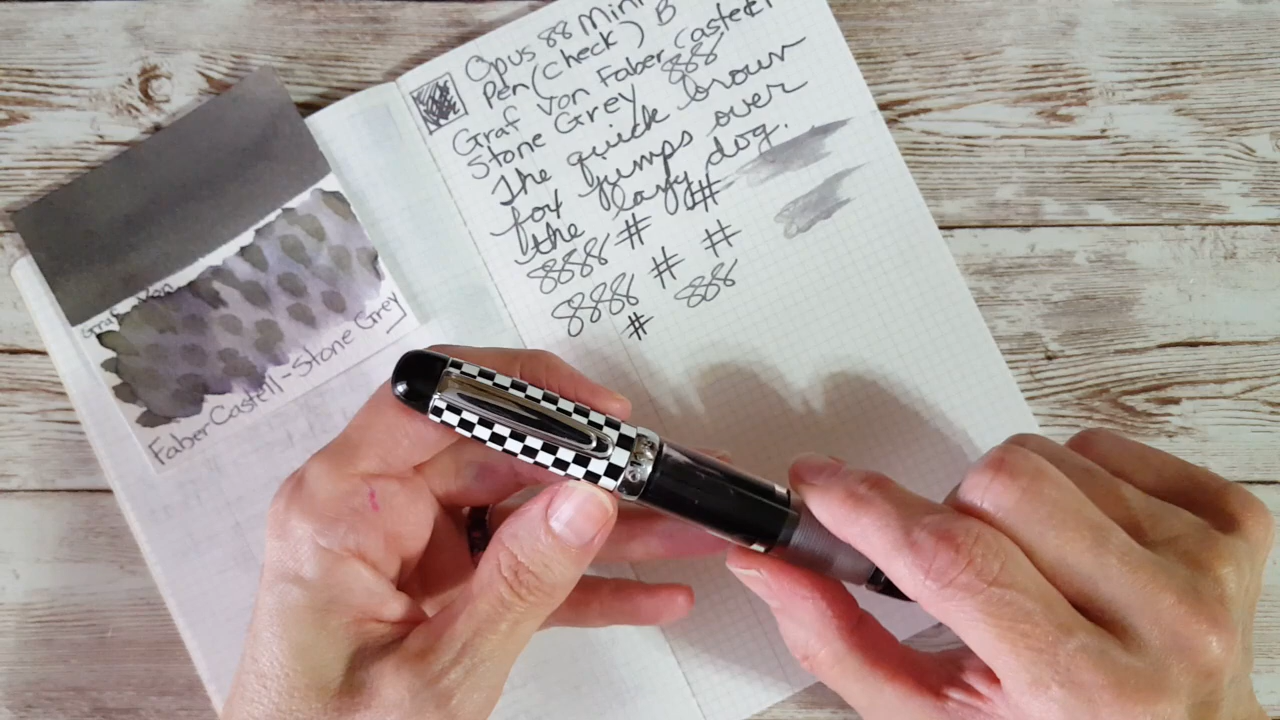 Opus 88 Mini
Pen (Check) B
Graf Von Faber Castell
Stone Grey 888
The quick brown
fox jumps over
the lazy dog.
8888 # #
8888 # #
# 888
Graf Von
Faber Castell - Stone Grey